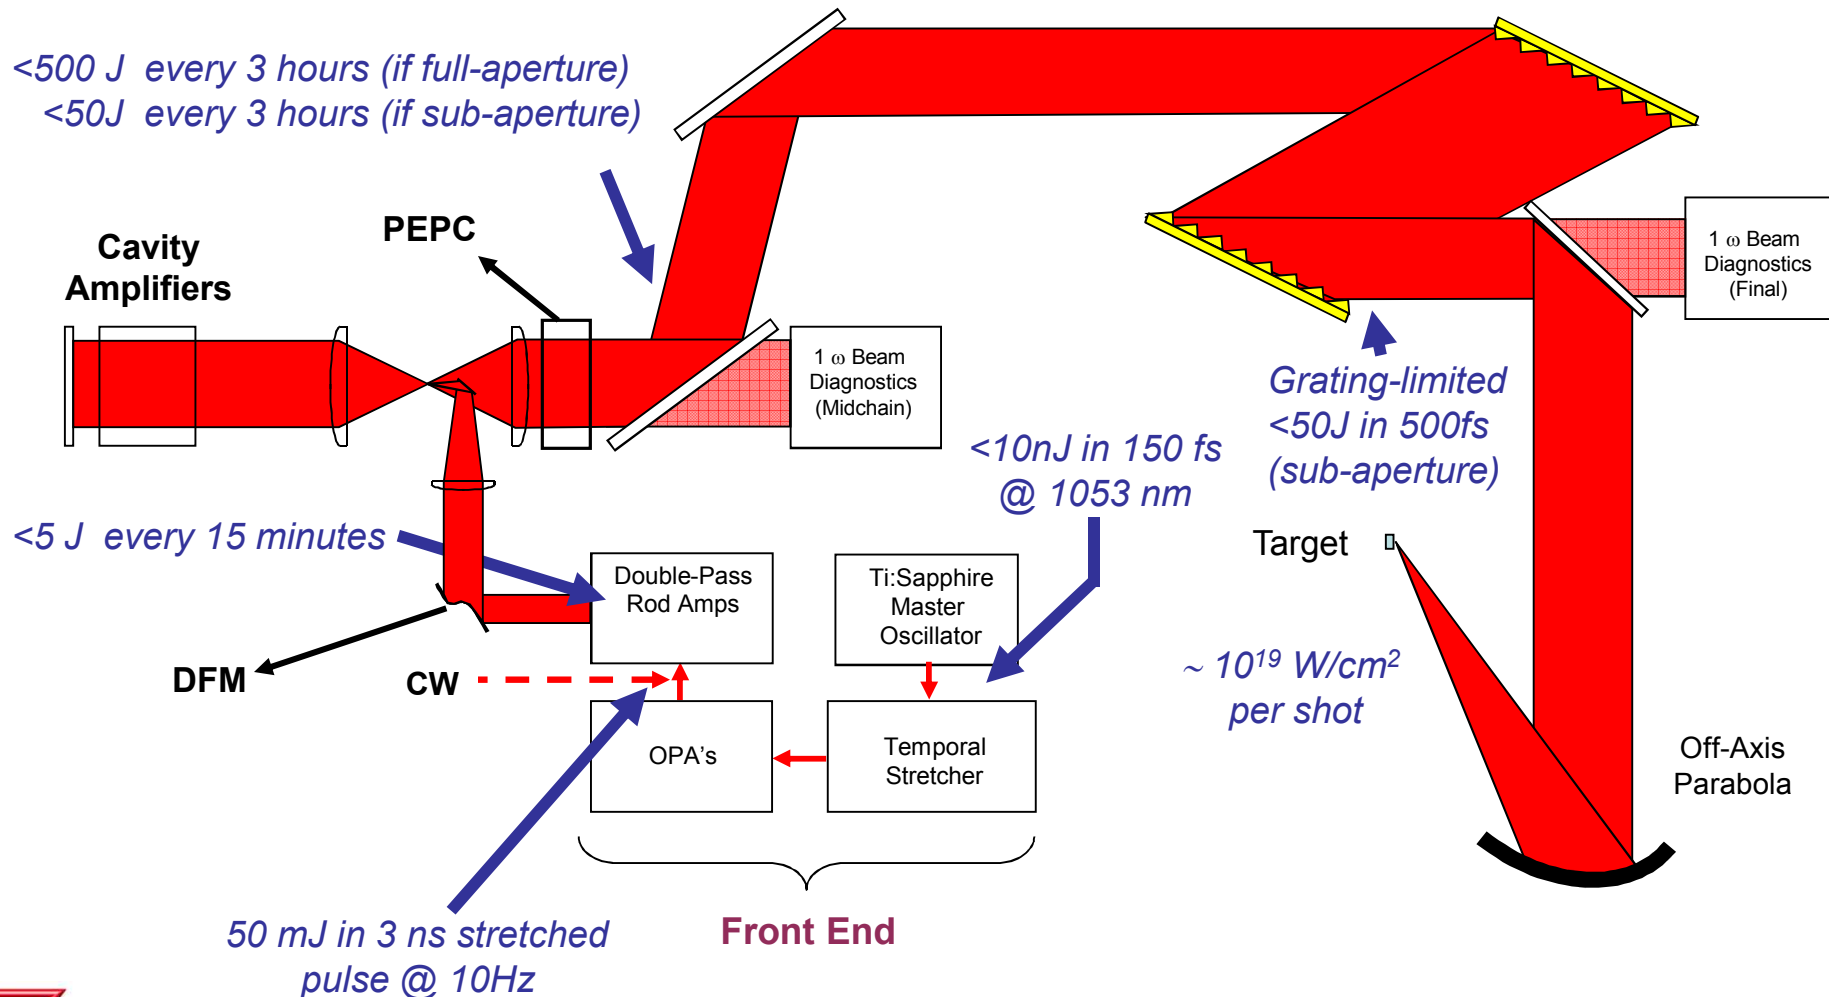 <500 J every 3 hours (if full-aperture)
<50J every 3 hours (if sub-aperture)
PEPC
Cavity
Amplifiers
1 ω Beam
Diagnostics
(Midchain)
1 ω Beam
Diagnostics
(Final)
Grating-limited
<50J in 500fs
(sub-aperture)
<10nJ in 150 fs
@ 1053 nm
<5 J every 15 minutes
Double-Pass
Rod Amps
Ti:Sapphire
Master
Oscillator
Target
DFM
CW
~ 10¹⁹ W/cm²
per shot
OPA's
Temporal
Stretcher
Off-Axis
Parabola
Front End
50 mJ in 3 ns stretched
pulse @ 10Hz